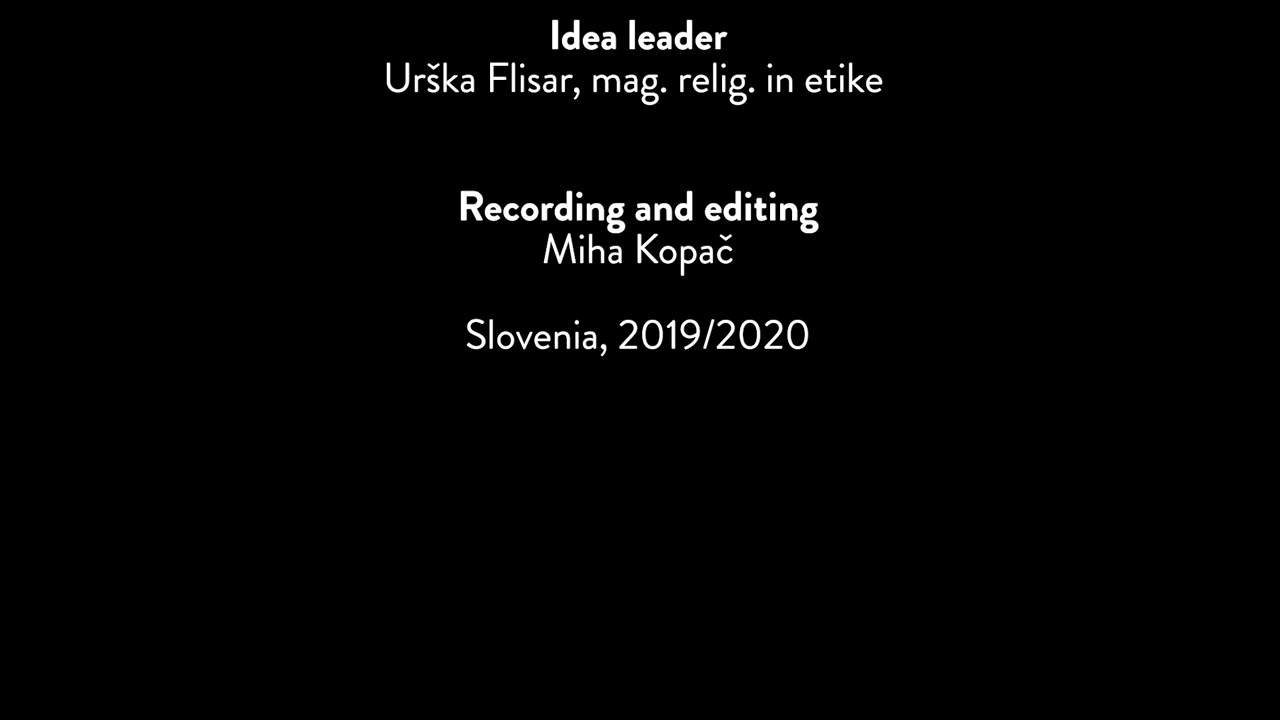 Idea leader
Urška Flisar, mag. relig. in etike
Recording and editing
Miha Kopač
Slovenia, 2019/2020